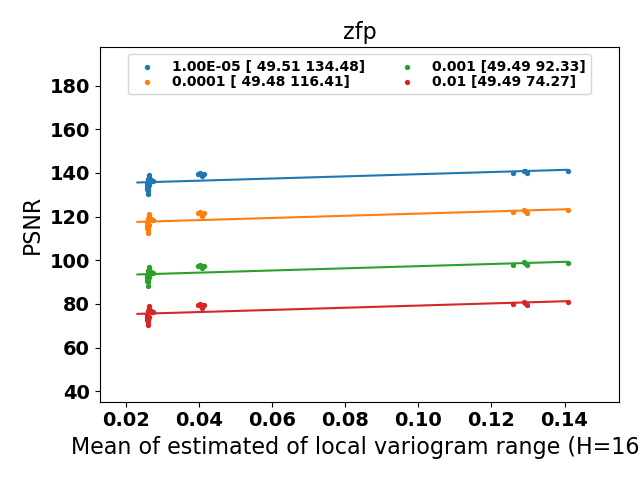 zfp
1.00E-05 [ 49.51 134.48]
0.0001 [ 49.48 116.41]
0.001 [49.49 92.33]
0.01 [49.49 74.27]
180
160
140
120
100
80
60
40
PSNR
0.02 0.04 0.06 0.08 0.10 0.12 0.14
Mean of estimated of local variogram range (H=16